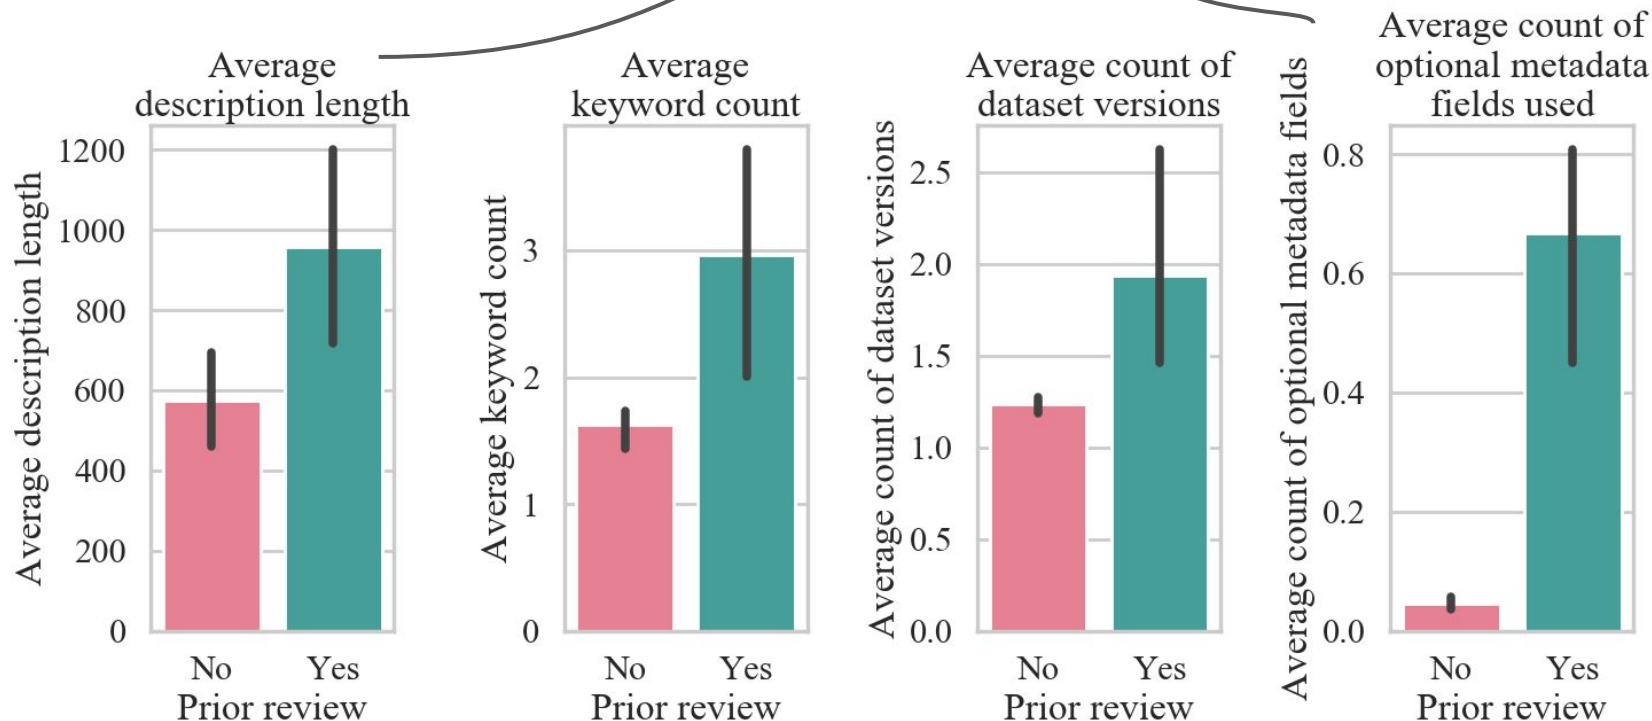 Average
description length
Average description length
1200
1000
800
600
400
200
0
No
Yes
Prior review
Average
keyword count
Average keyword count
3
2
1
0
No
Yes
Prior review
Average count of
dataset versions
Average count of dataset versions
2.5
2.0
1.5
1.0
0.5
0.0
No
Yes
Prior review
Average count of
optional metadata
fields used
Average count of optional metadata fields
0.8
0.6
0.4
0.2
0.0
No
Yes
Prior review